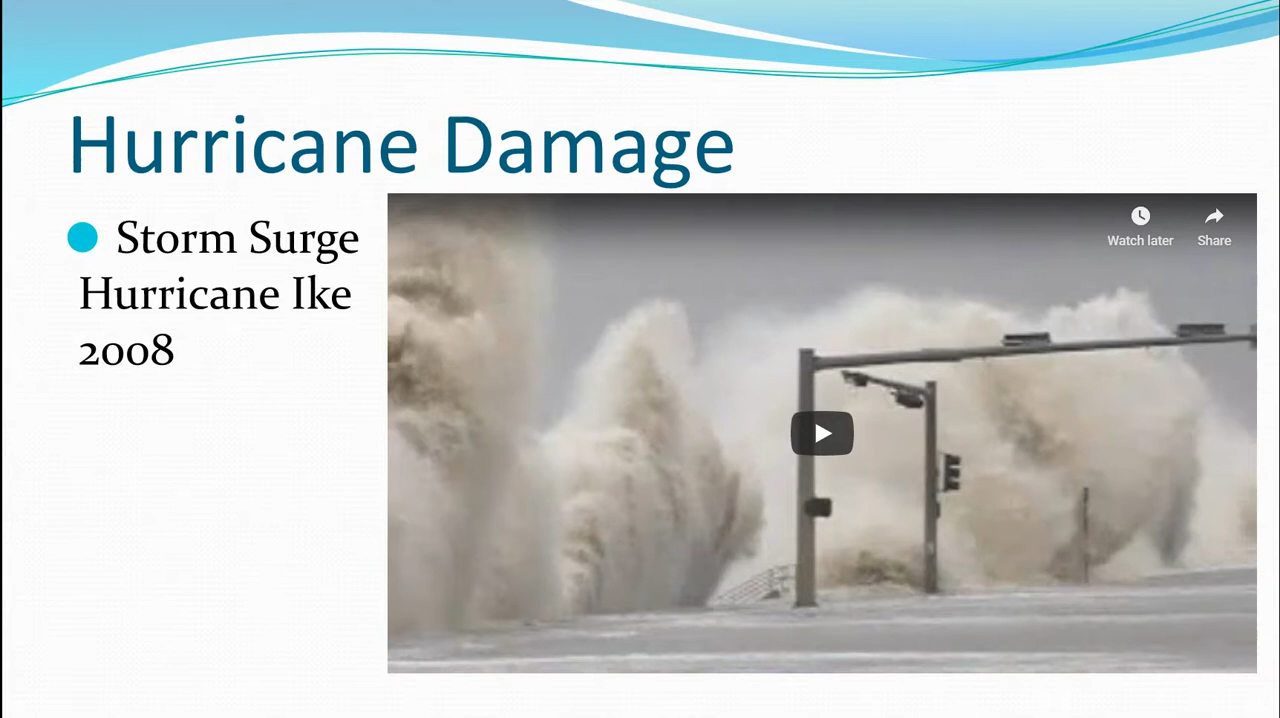 Hurricane Damage
Storm Surge
Hurricane Ike
2008
Watch later
Share